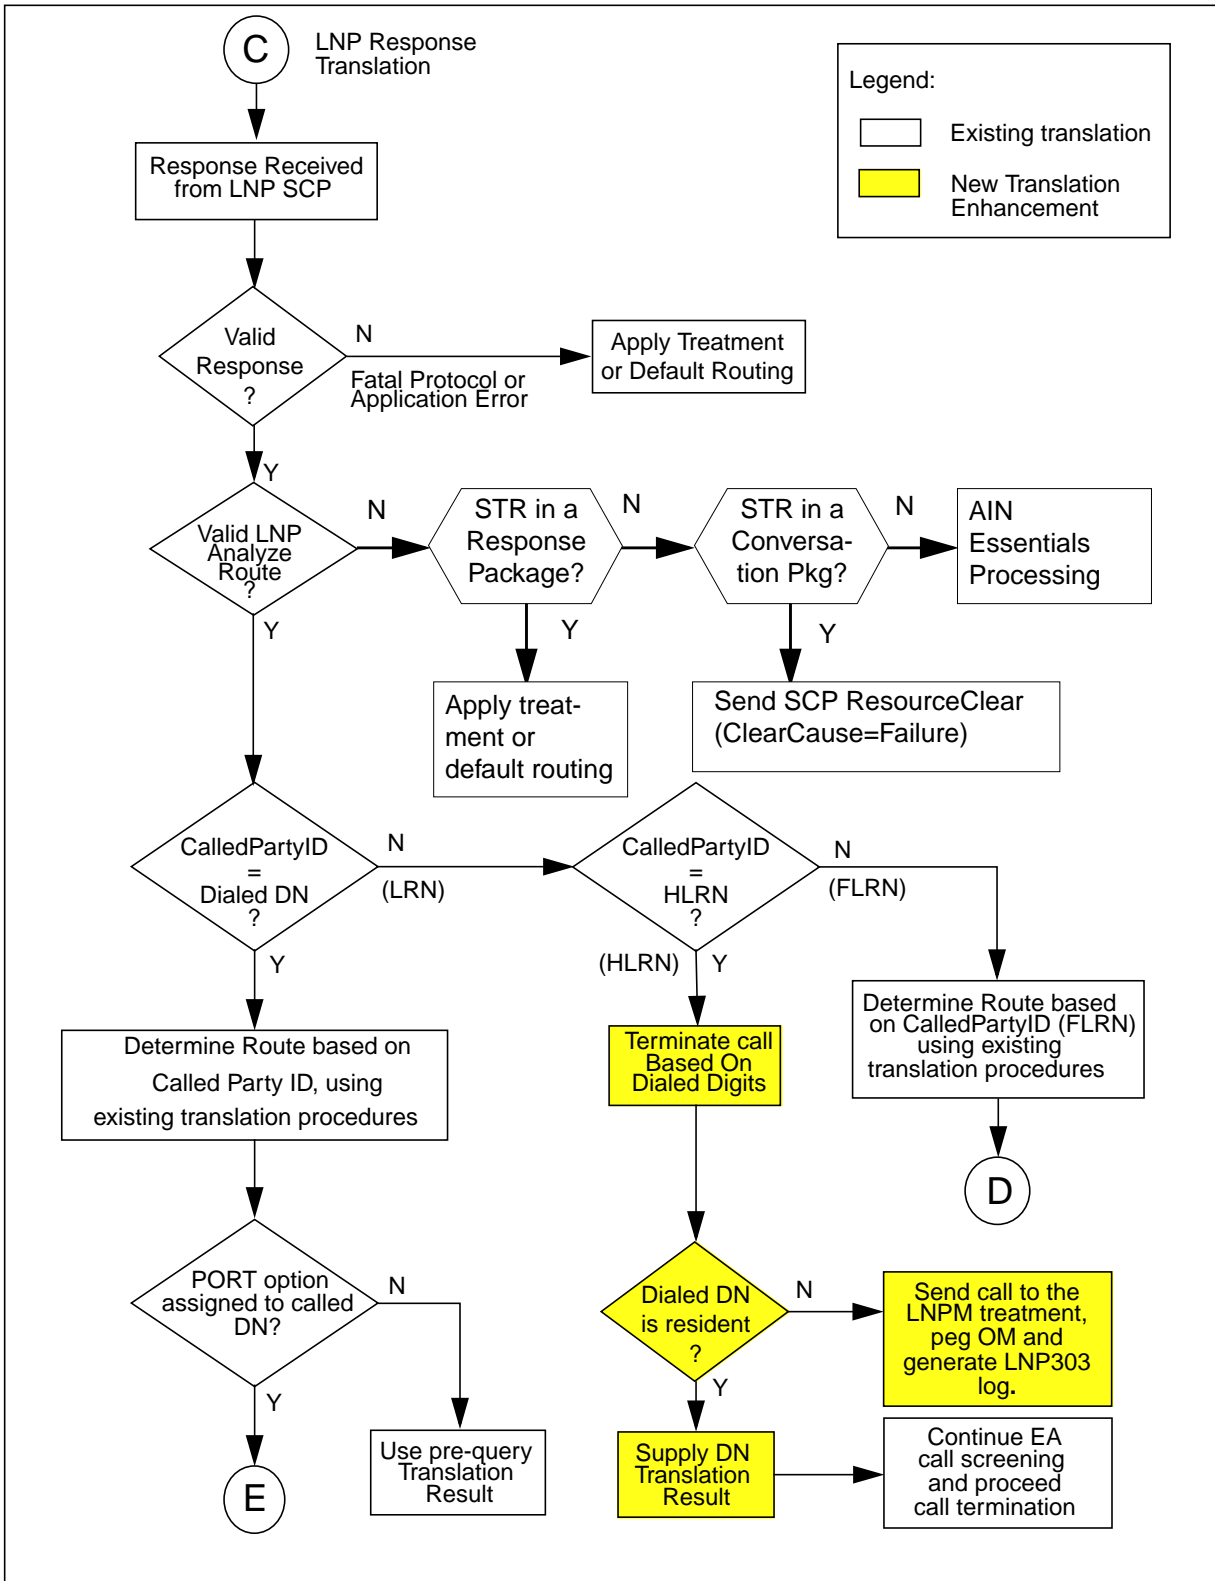 C
LNP Response
Translation
Legend:
Existing translation
New Translation
Enhancement
Response Received
from LNP SCP
Valid
Response
?
N
Fatal Protocol or
Application Error
Apply Treatment
or Default Routing
Y
Valid LNP
Analyze
Route
?
N
STR in a
Response
Package?
N
STR in a
Conversa-
tion Pkg?
N
AIN
Essentials
Processing
Y
Y
Y
Apply treat-
ment or
default routing
Send SCP ResourceClear
(ClearCause=Failure)
CalledPartyID
=
Dialed DN
?
N
(LRN)
CalledPartyID
=
HLRN
?
N
(FLRN)
Y
(HLRN)
Y
Determine Route based on
Called Party ID, using
existing translation procedures
Terminate call
Based On
Dialed Digits
Determine Route based
on CalledPartyID (FLRN)
using existing
translation procedures
D
PORT option
assigned to called
DN?
N
Y
Dialed DN
is resident
?
N
Y
Send call to the
LNPM treatment,
peg OM and
generate LNP303
log.
E
Use pre-query
Translation
Result
Supply DN
Translation
Result
Continue EA
call screening
and proceed
call termination